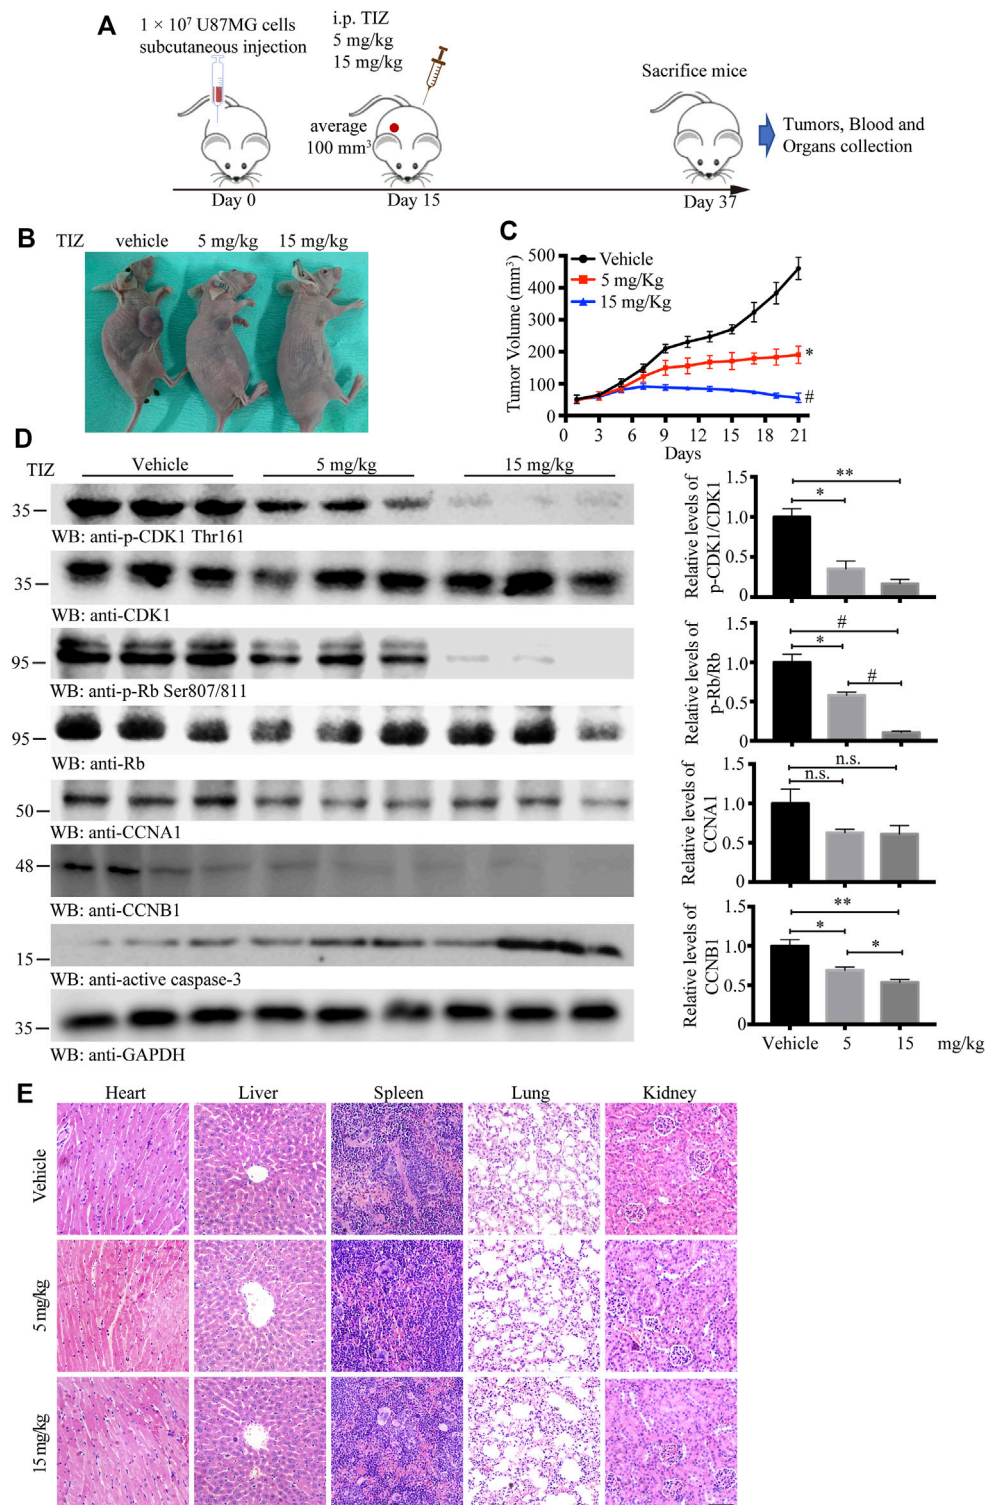 A
1 × 10⁷ U87MG cells
subcutaneous injection
i.p. TIZ
5 mg/kg
15 mg/kg
average
100 mm³
Sacrifice mice
Tumors, Blood and
Organs collection
Day 0
Day 15
Day 37
B
TIZ vehicle 5 mg/kg 15 mg/kg
C
Tumor Volume (mm³)
500
400
300
200
100
0
Vehicle
5 mg/Kg
15 mg/Kg
*
#
0 3 6 9 12 15 18 21
Days
D
TIZ Vehicle 5 mg/kg 15 mg/kg
35
WB: anti-p-CDK1 Thr161
35
WB: anti-CDK1
95
WB: anti-p-Rb Ser807/811
95
WB: anti-Rb
50
WB: anti-CCNA1
48
WB: anti-CCNB1
15
WB: anti-active caspase-3
35
WB: anti-GAPDH
Relative levels of
p-CDK1/CDK1
1.5
1.0
0.5
0
**
*
Relative levels of
p-Rb/Rb
1.5
1.0
0.5
0
#
*
#
Relative levels of
CCNA1
1.5
1.0
0.5
0
n.s.
n.s.
Relative levels of
CCNB1
1.5
1.0
0.5
0
**
*
*
Vehicle 5 15 mg/kg
E
Heart Liver Spleen Lung Kidney
Vehicle
5 mg/kg
15 mg/kg